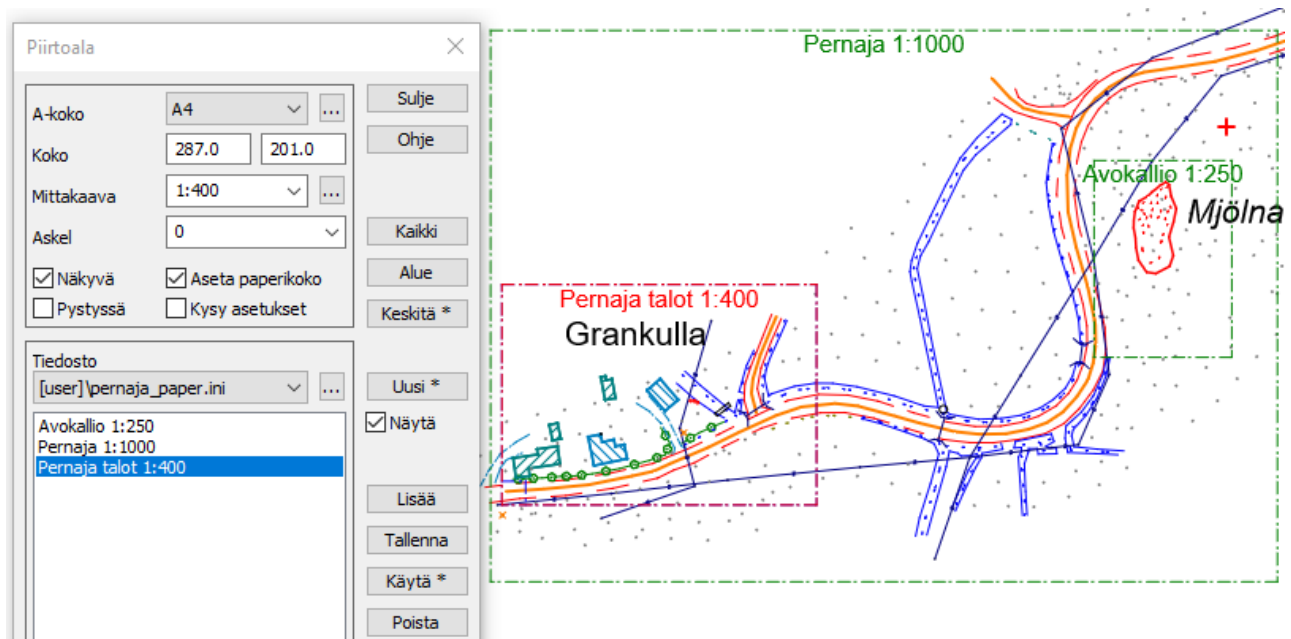 Piirtoala
A-koko
A4
...
Sulje
Koko
287.0
201.0
Ohje
Mittakaava
1:400
...
Askel
0
Kaikki
Näkyvä
Aseta paperikoko
Alue
Pystyssä
Kysy asetukset
Keskitä *
Tiedosto
[user]\pernaja_paper.ini
...
Uusi *
Näytä
Avokallio 1:250
Pernaja 1:1000
Pernaja talot 1:400
Lisää
Tallenna
Käytä *
Poista
Pernaja 1:1000
Avokallio 1:250
Mjölna
Pernaja talot 1:400
Grankulla